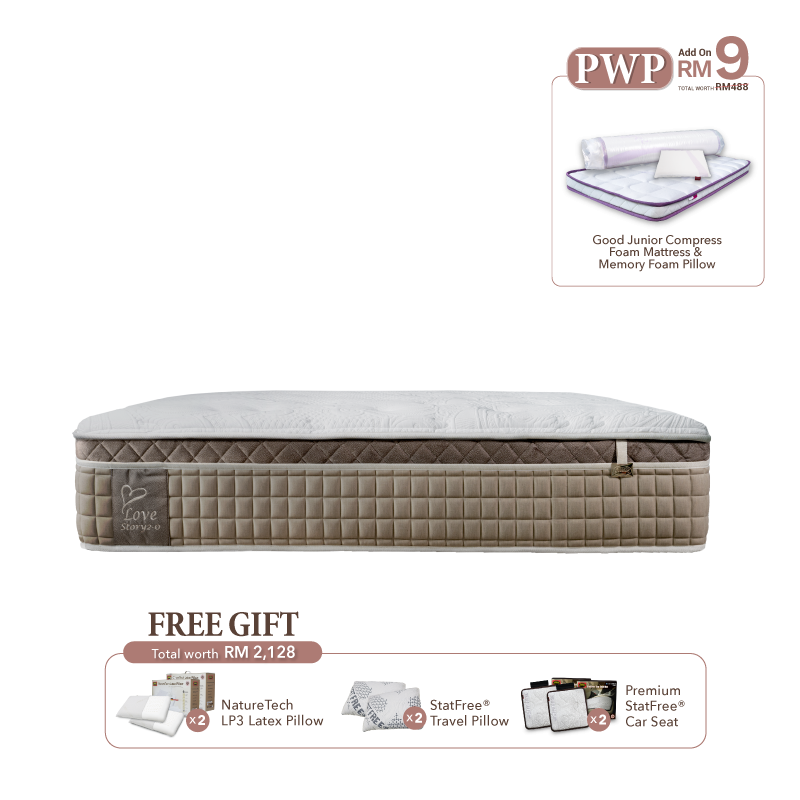 PWP
Add On
RM 9
TOTAL WORTH RM488
Good Junior Compress
Foam Mattress &
Memory Foam Pillow
Love
Story2.0
FREE GIFT
Total worth RM 2,128
x2
NatureTech
LP3 Latex Pillow
x2
StatFree®
Travel Pillow
x2
Premium
StatFree®
Car Seat